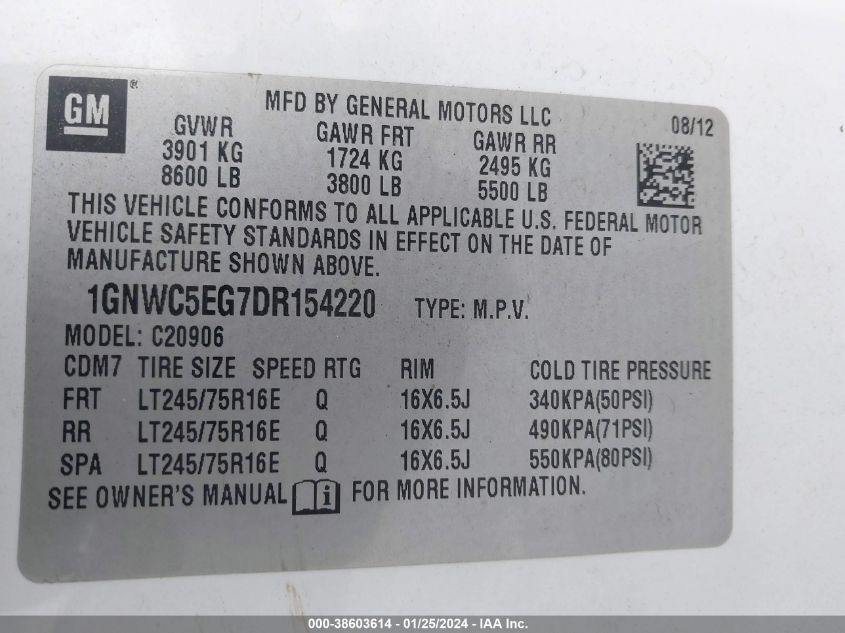 GM®
MFD BY GENERAL MOTORS LLC
08/12
GVWR GAWR FRT GAWR RR
3901 KG 1724 KG 2495 KG
8600 LB 3800 LB 5500 LB
THIS VEHICLE CONFORMS TO ALL APPLICABLE U.S. FEDERAL MOTOR
VEHICLE SAFETY STANDARDS IN EFFECT ON THE DATE OF
MANUFACTURE SHOWN ABOVE.
1GNWC5EG7DR154220 TYPE: M.P.V.
MODEL: C20906
CDM7 TIRE SIZE SPEED RTG RIM COLD TIRE PRESSURE
FRT LT245/75R16E Q 16X6.5J 340KPA(50PSI)
RR LT245/75R16E Q 16X6.5J 490KPA(71PSI)
SPA LT245/75R16E Q 16X6.5J 550KPA(80PSI)
SEE OWNER'S MANUAL i FOR MORE INFORMATION.
000-38603614 - 01/25/2024 - IAA Inc.